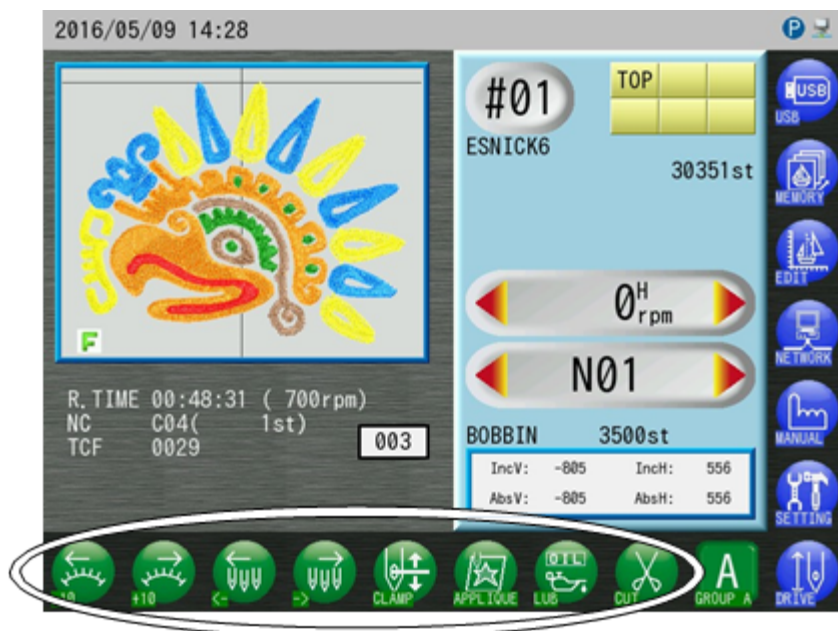 2016/05/09 14:28
P
#01
TOP
ESNICK6
30351st
0 H rpm
N01
F
R.TIME 00:48:31 ( 700rpm)
NC C04( 1st)
TCF 0029
003
BOBBIN 3500st
IncV: -805 IncH: 556
AbsV: -805 AbsH: 556
USB
USB
MEMORY
EDIT
NETWORK
MANUAL
SETTING
-10
+10
<-
->
CLAMP
APPLIQUE
OIL
LUB
CUT
A
GROUP A
DRIVE